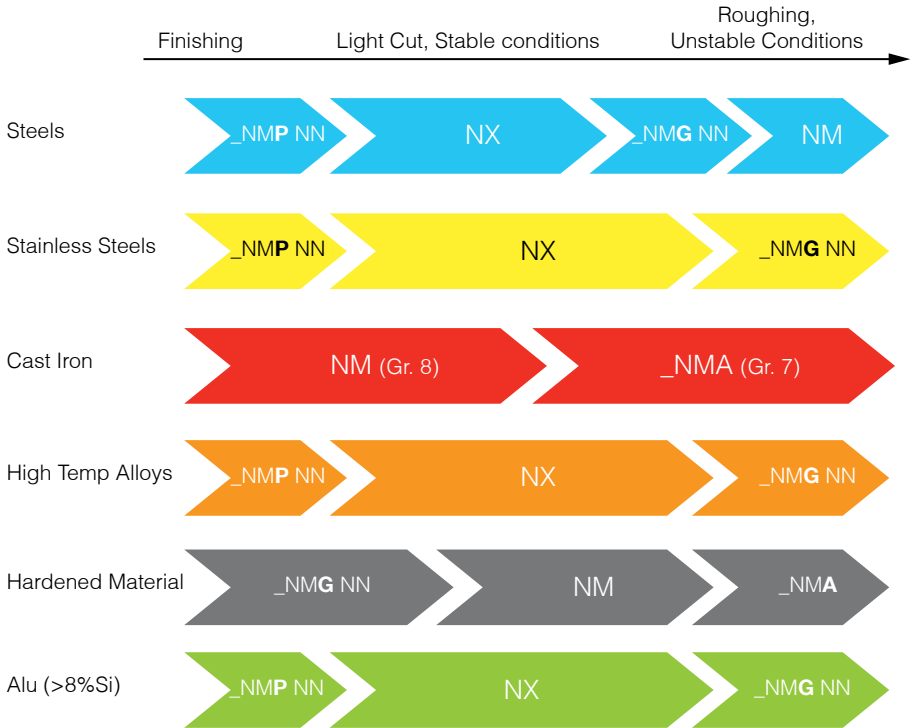 Finishing
Light Cut, Stable conditions
Roughing,
Unstable Conditions
Steels
_NMP NN
NX
_NMG NN
NM
Stainless Steels
_NMP NN
NX
_NMG NN
Cast Iron
NM (Gr. 8)
_NMA (Gr. 7)
High Temp Alloys
_NMP NN
NX
_NMG NN
Hardened Material
_NMG NN
NM
_NMA
Alu (>8%Si)
_NMP NN
NX
_NMG NN